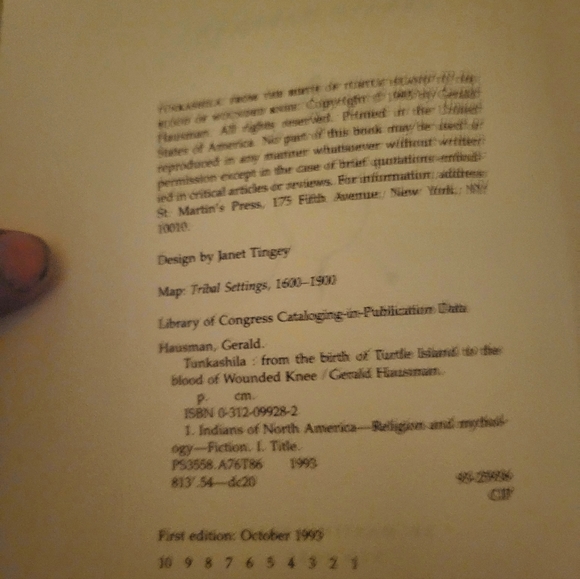 TUNKASHILA: FROM THE BIRTH OF TURTLE ISLAND TO THE
BLOOD OF WOUNDED KNEE. Copyright © 1993 by Gerald
Hausman. All rights reserved. Printed in the United
States of America. No part of this book may be used or
reproduced in any manner whatsoever without written
permission except in the case of brief quotations embod-
ied in critical articles or reviews. For information, address
St. Martin's Press, 175 Fifth Avenue, New York, NY
10010.
Design by Janet Tingey
Map: Tribal Settings, 1600–1900
Library of Congress Cataloging-in-Publication Data
Hausman, Gerald.
Tunkashila : from the birth of Turtle Island to the
blood of Wounded Knee / Gerald Hausman.
p. cm.
ISBN 0-312-09928-2
1. Indians of North America—Religion and mythol-
ogy—Fiction. I. Title.
PS3558.A76T86 1993
813'.54—dc20
CIP
First edition: October 1993
10 9 8 7 6 5 4 3 2 1